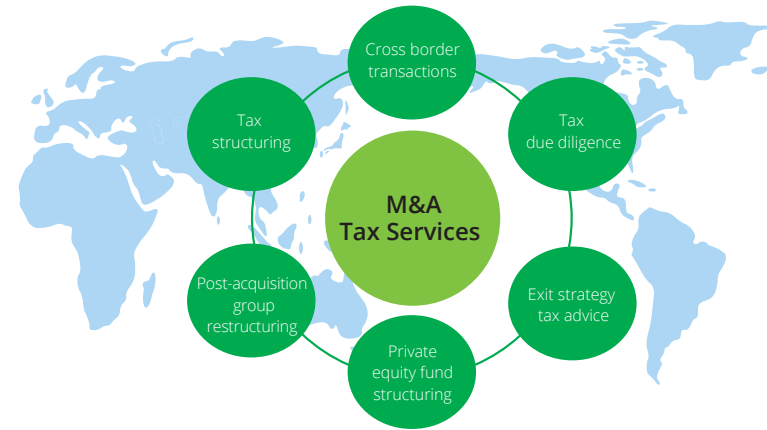 Cross border
transactions
Tax
due diligence
Exit strategy
tax advice
Private
equity fund
structuring
Post-acquisition
group
restructuring
Tax
structuring
M&A
Tax Services